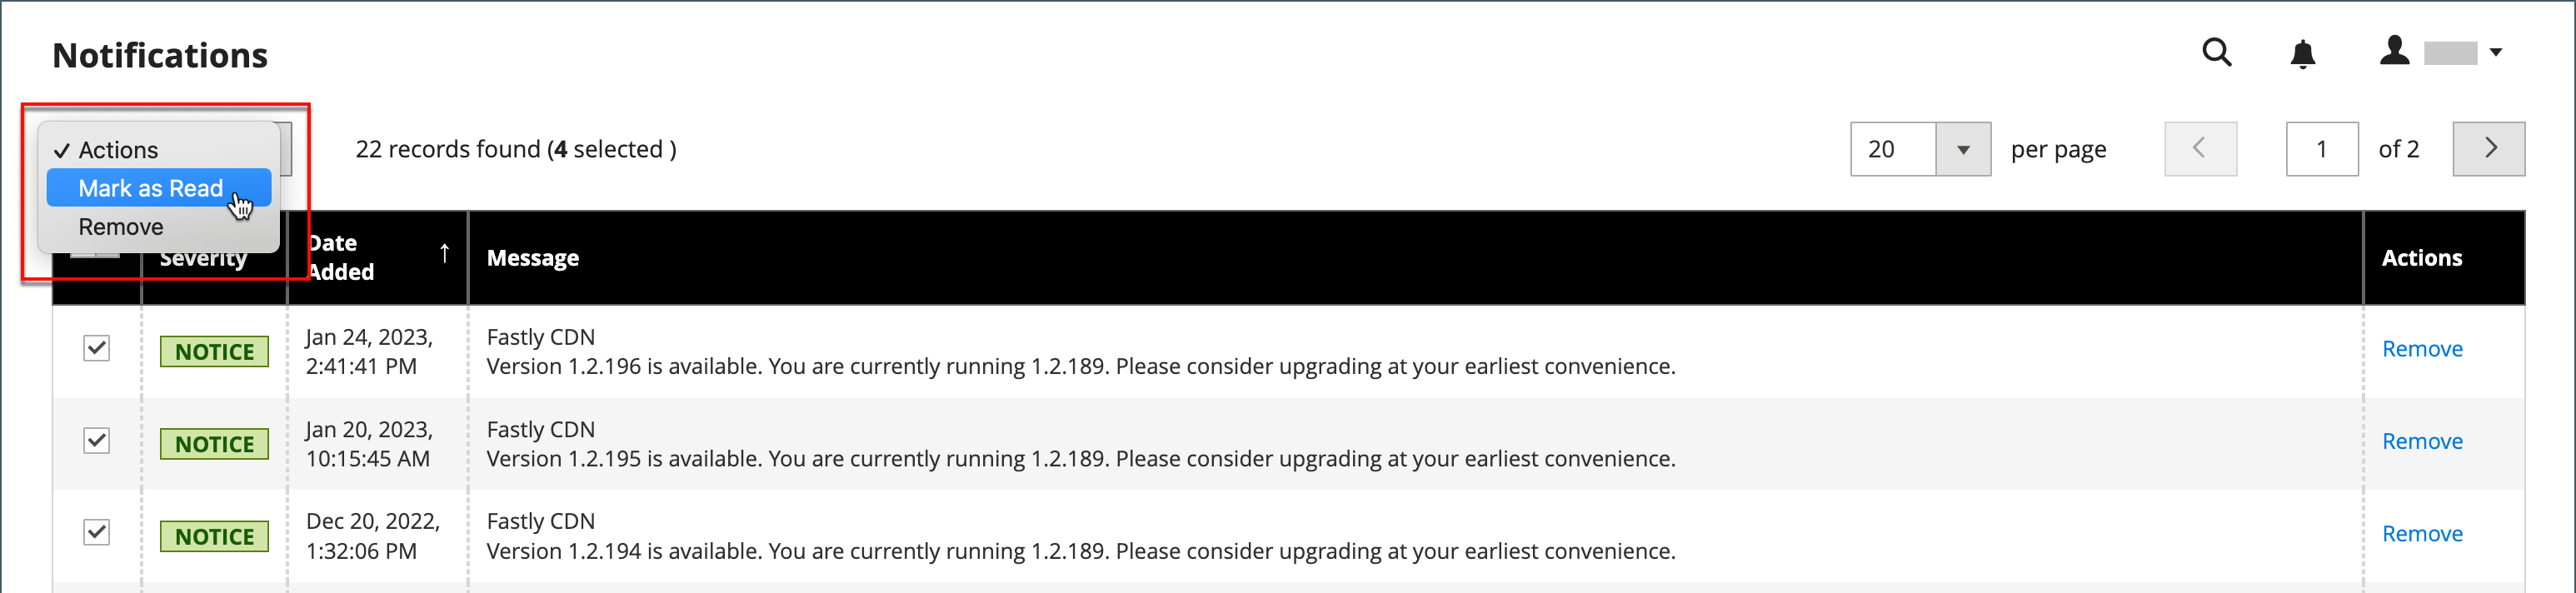 Notifications
Actions
Mark as Read
Remove
22 records found (4 selected )
20
per page
1
of 2
Severity
Date
Added
↑
Message
Actions
NOTICE
Jan 24, 2023,
2:41:41 PM
Fastly CDN
Version 1.2.196 is available. You are currently running 1.2.189. Please consider upgrading at your earliest convenience.
Remove
NOTICE
Jan 20, 2023,
10:15:45 AM
Fastly CDN
Version 1.2.195 is available. You are currently running 1.2.189. Please consider upgrading at your earliest convenience.
Remove
NOTICE
Dec 20, 2022,
1:32:06 PM
Fastly CDN
Version 1.2.194 is available. You are currently running 1.2.189. Please consider upgrading at your earliest convenience.
Remove